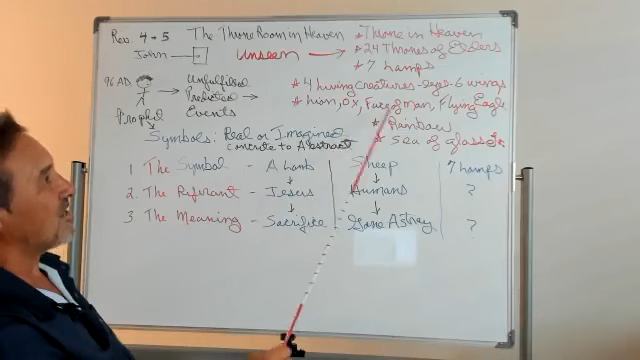 Rev. 4 + 5 The Throne Room in Heaven
* Throne in Heaven
John → Unseen → * 24 Thrones of Elders
* 7 Lamps
96 AD → Unfulfilled Predicted Events →
* 4 Living Creatures - eyes - 6 wings
* Lion, Ox, Face of Man, Flying Eagle
* Rainbow
* Sea of glass
Prophet
Symbols: Real or Imagined
concrete to Abstract
1. The Symbol - A Lamb Sheep 7 Lamps
2. The Referant - Jesus Humans ?
3. The Meaning - Sacrifice - Gone Astray ?